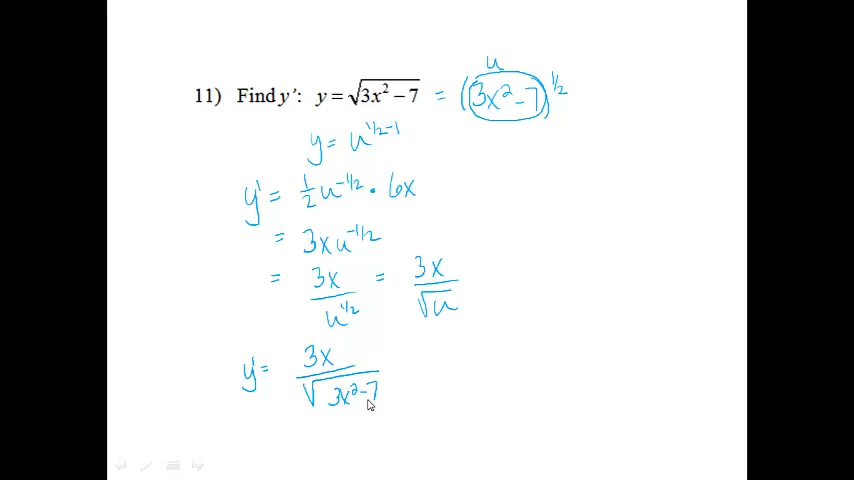 11) Find y': y = √(3x² − 7) = (3x² − 7)^1/2
u
y = u^1/2−1
y' = 1/2 u^−1/2 • 6x
= 3xu^−1/2
= 3x/u^1/2 = 3x/√u
y' = 3x/√(3x²−7)